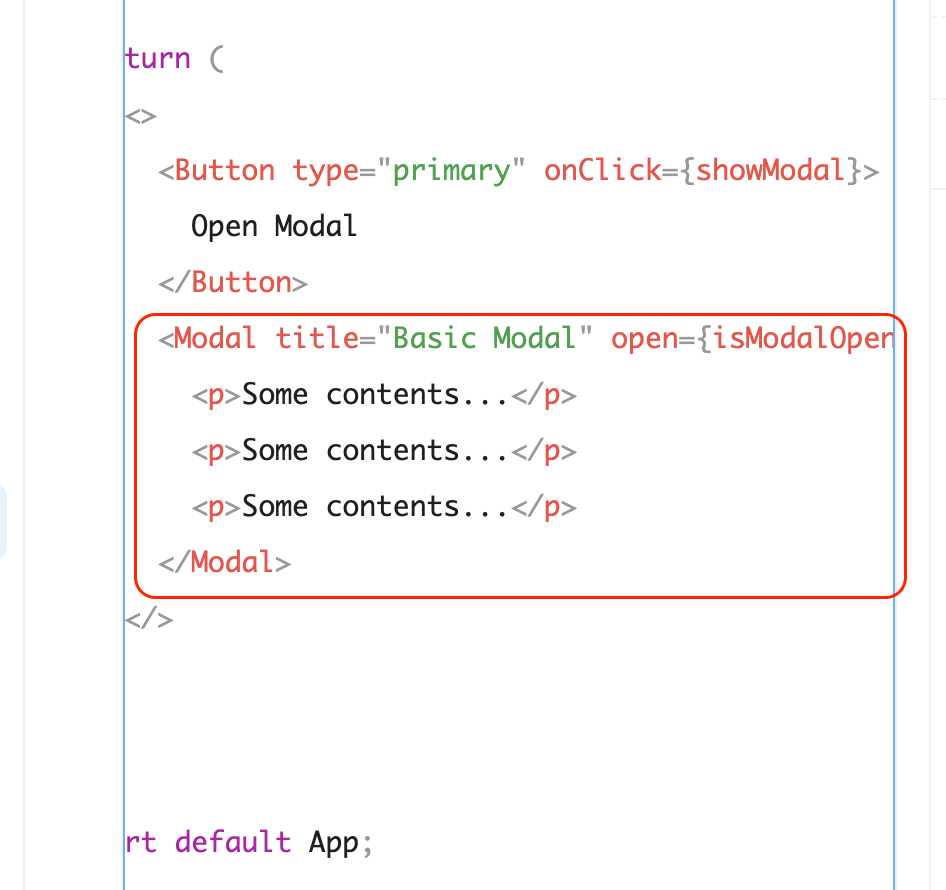 turn (
<>
<Button type="primary" onClick={showModal}>
Open Modal
</Button>
<Modal title="Basic Modal" open={isModalOpen
<p>Some contents...</p>
<p>Some contents...</p>
<p>Some contents...</p>
</Modal>
</>
rt default App;